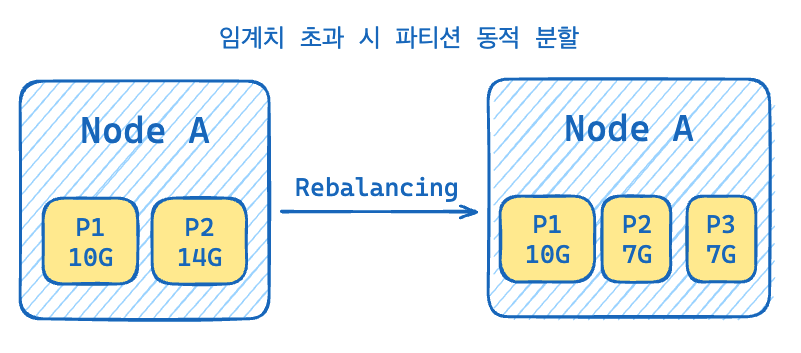 임계치 초과 시 파티션 동적 분할
Node A
P1
10G
P2
14G
Rebalancing
Node A
P1
10G
P2
7G
P3
7G